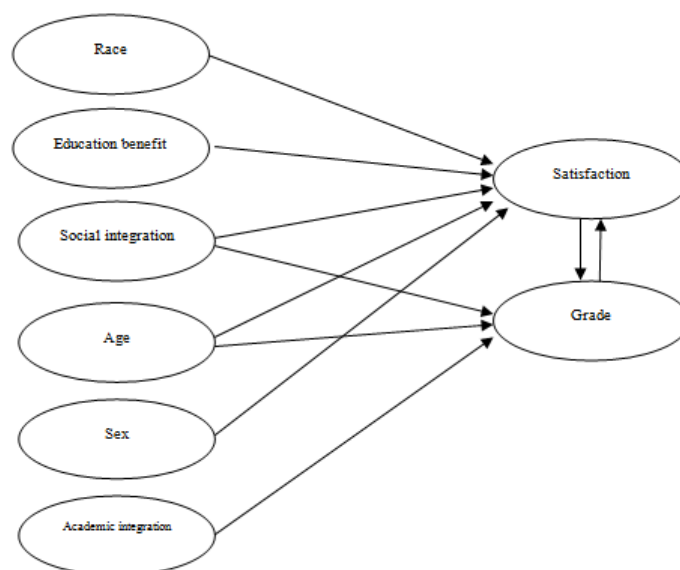 Race
Education benefit
Satisfaction
Social integration
Grade
Age
Sex
Academic integration